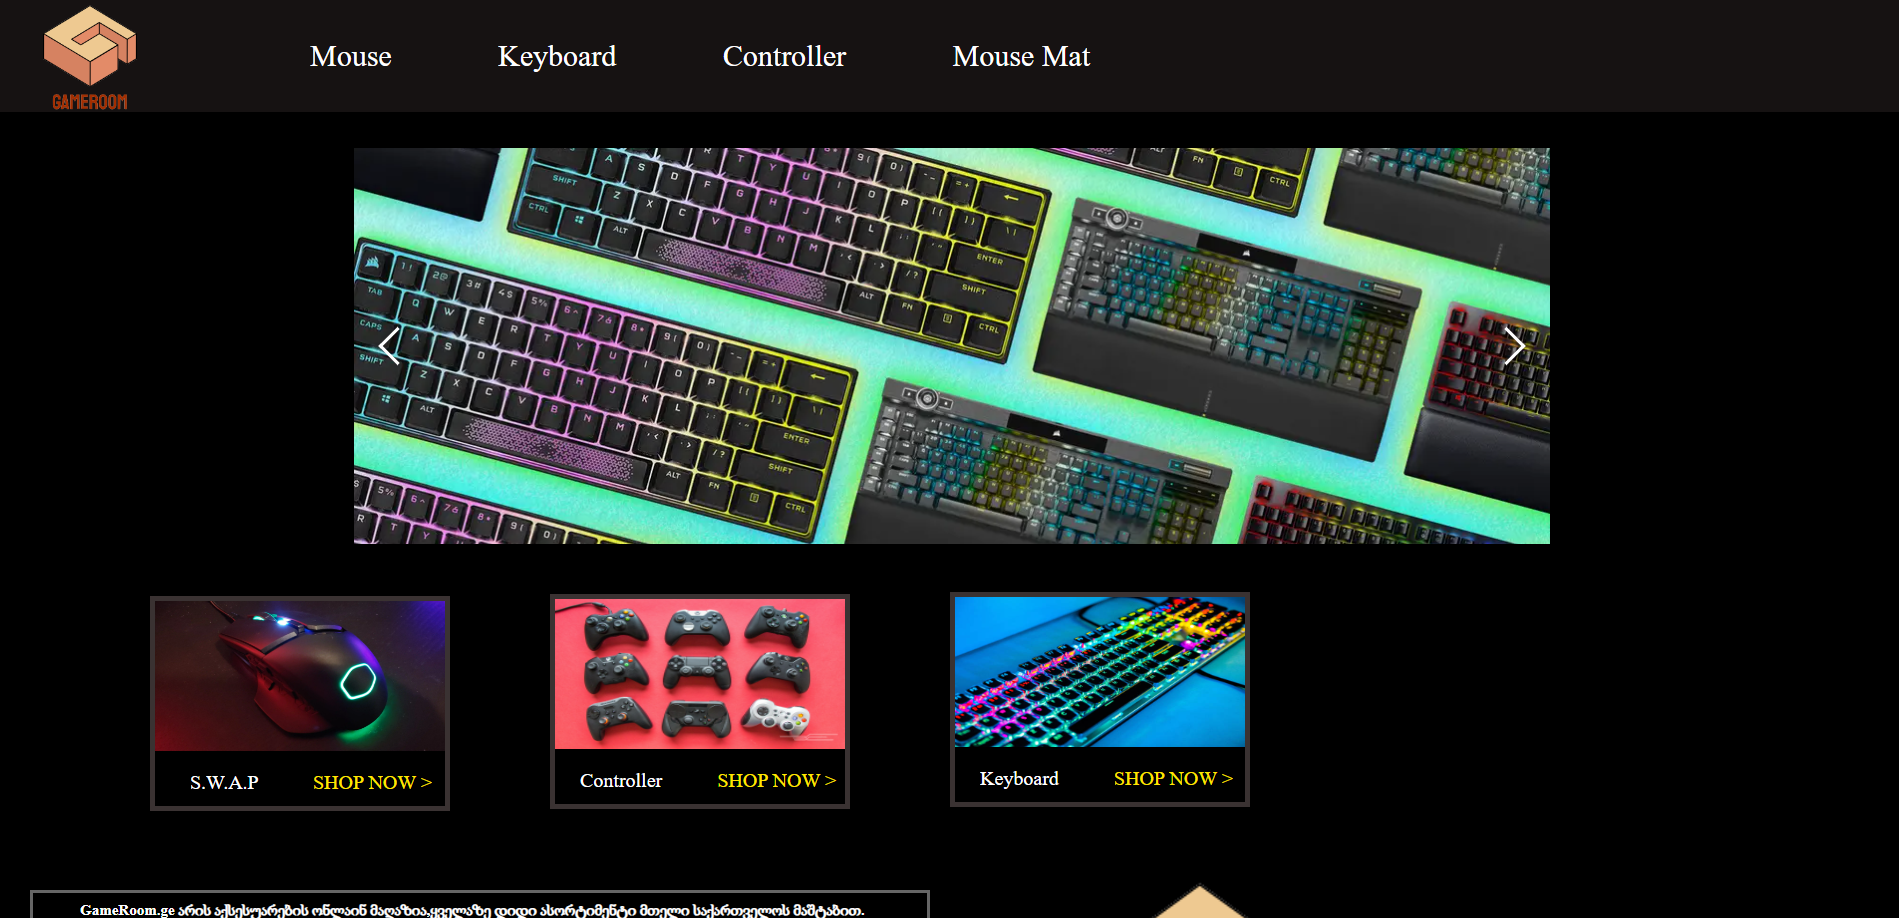 GAMEROOM
Mouse Keyboard Controller Mouse Mat
S.W.A.P SHOP NOW >
Controller SHOP NOW >
Keyboard SHOP NOW >
GameRoom.ge არის აქსესუარების ონლაინ მაღაზია,ყველაზე დიდი ასორტიმენტი მთელი საქართველოს მაშტაბით.